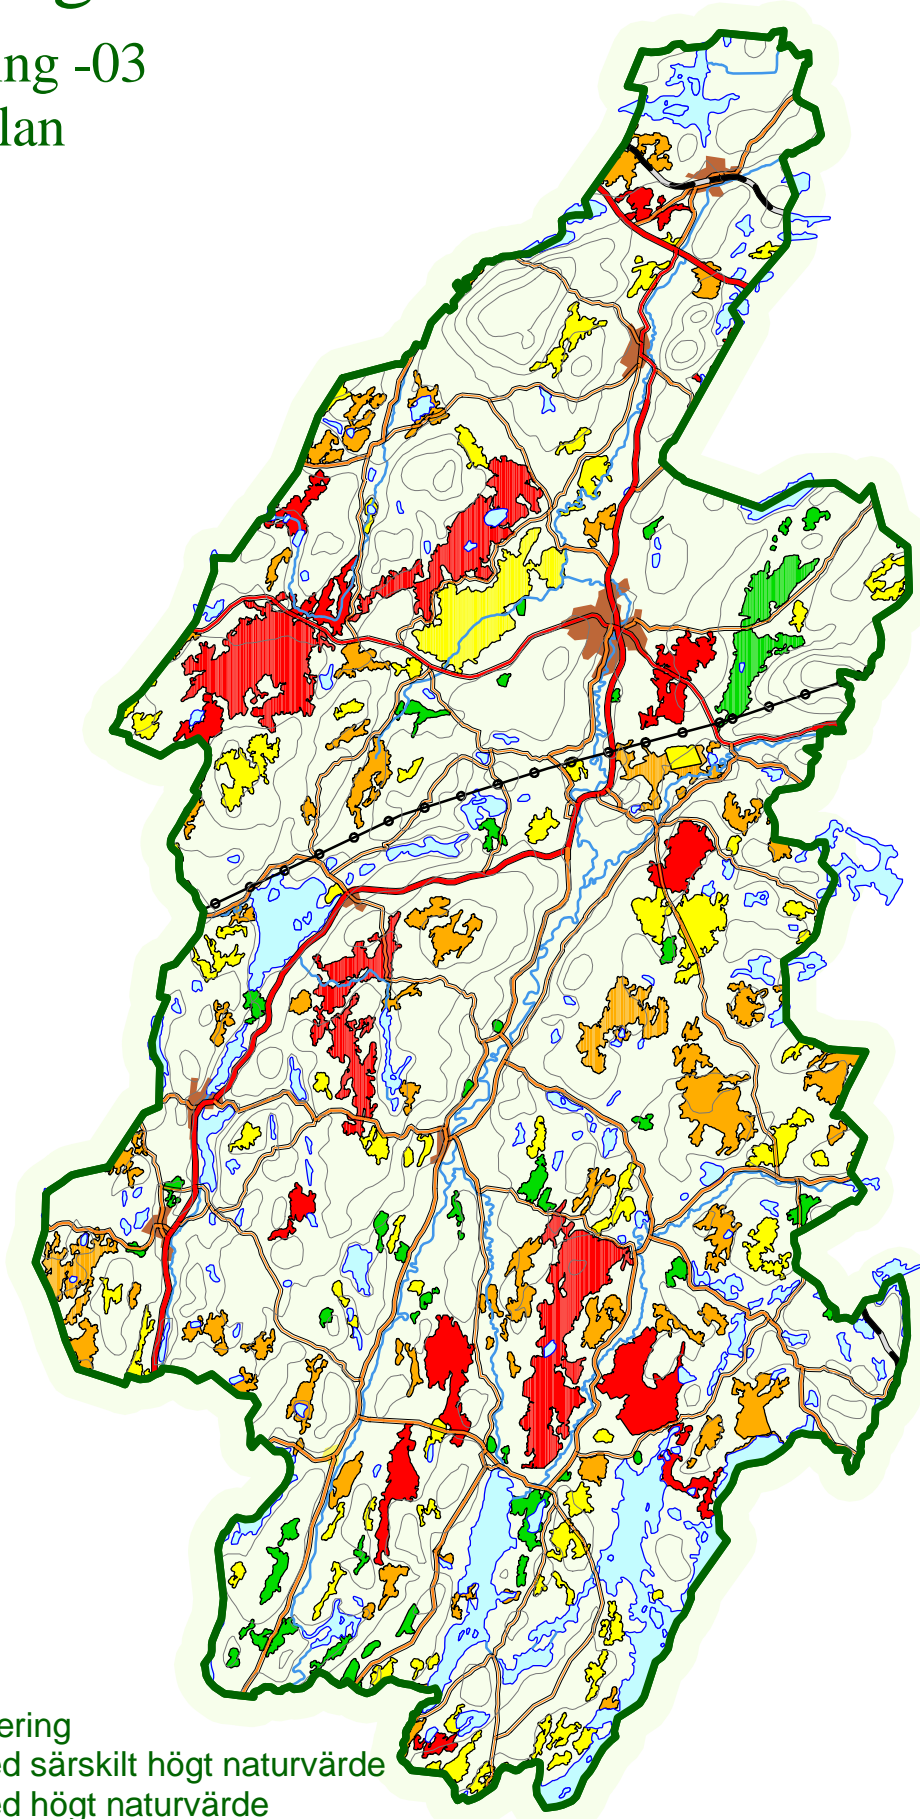 g
ng -03
lan
ering
ed särskilt högt naturvärde
ed högt naturvärde